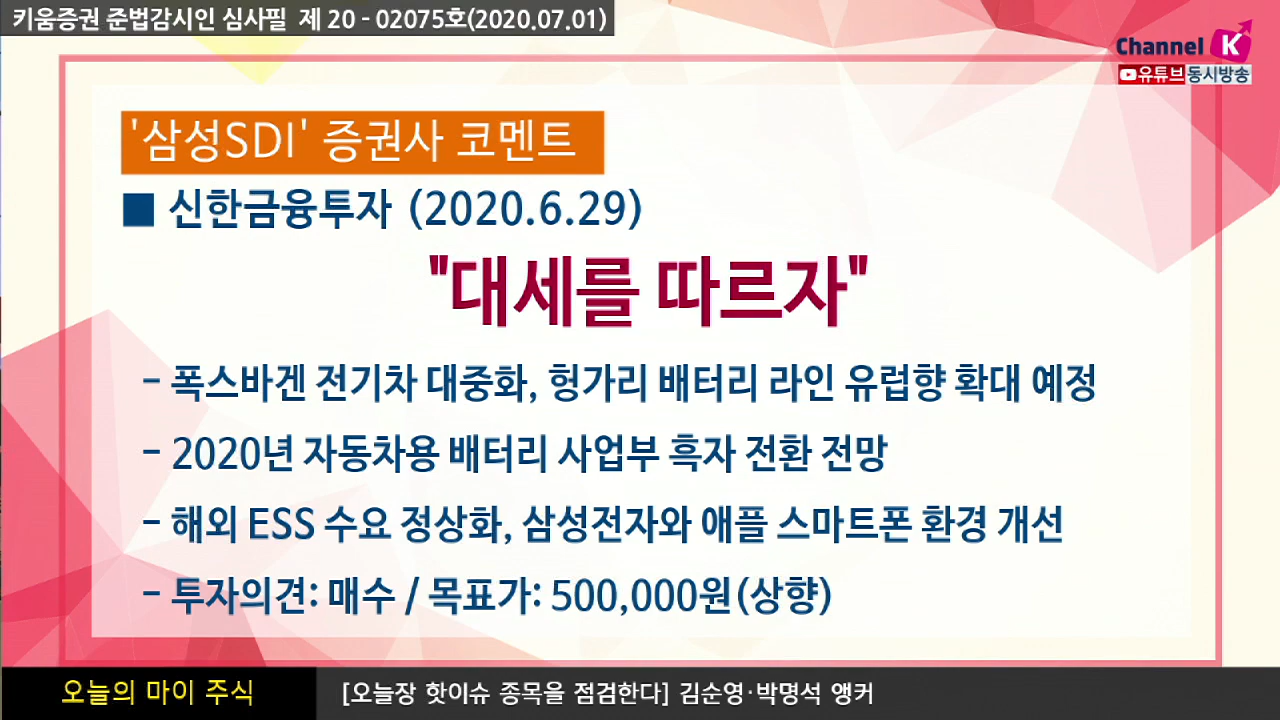 키움증권 준법감시인 심사필 제 20 - 02075호(2020.07.01)
Channel K
유튜브동시방송
'삼성SDI' 증권사 코멘트
■ 신한금융투자 (2020.6.29)
"대세를 따르자"
- 폭스바겐 전기차 대중화, 헝가리 배터리 라인 유럽향 확대 예정
- 2020년 자동차용 배터리 사업부 흑자 전환 전망
- 해외 ESS 수요 정상화, 삼성전자와 애플 스마트폰 환경 개선
- 투자의견: 매수 / 목표가: 500,000원(상향)
오늘의 마이 주식
[오늘장 핫이슈 종목을 점검한다] 김순영·박명석 앵커